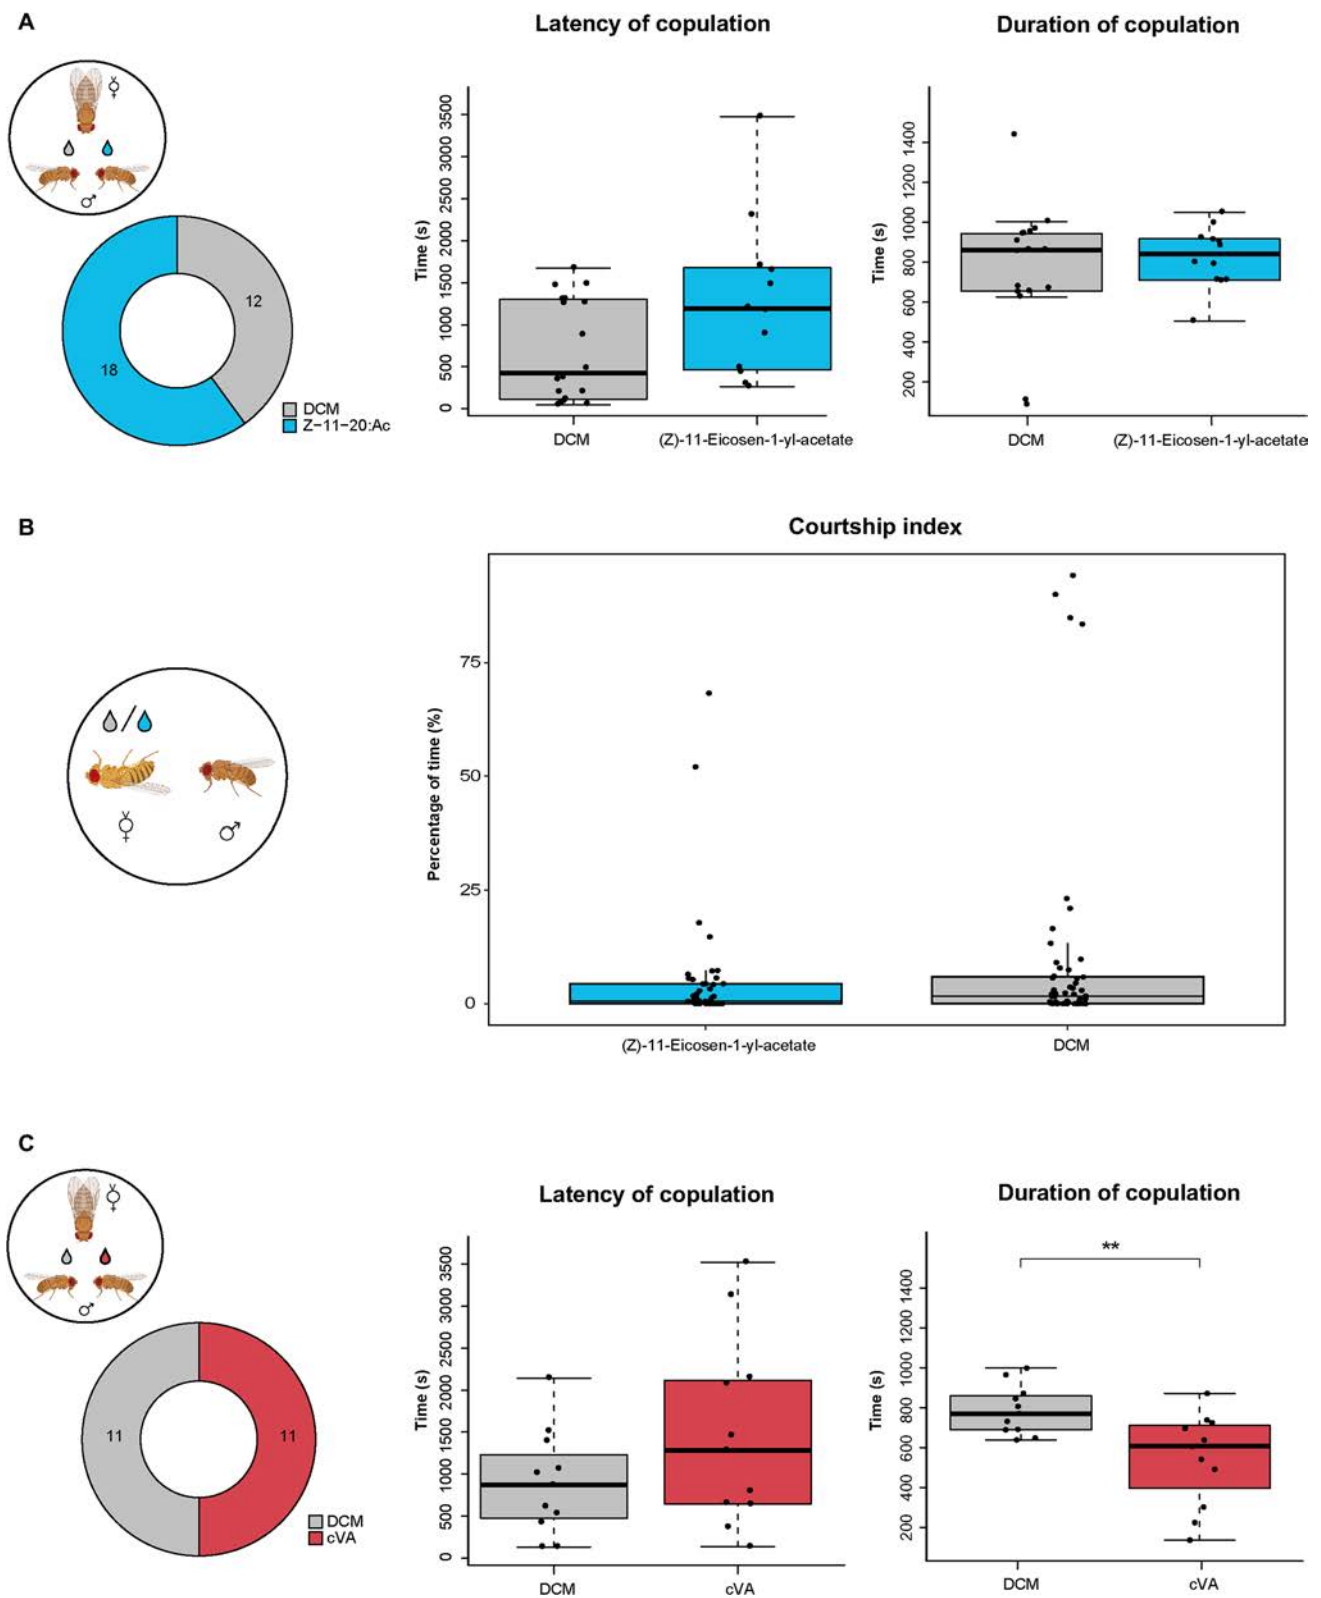 A
Latency of copulation
Duration of copulation
12
18
DCM
Z-11-20:Ac
Time (s)
3500
3000
2500
2000
1500
1000
500
0
DCM
(Z)-11-Eicosen-1-yl-acetate
Time (s)
1400
1200
1000
800
600
400
200
DCM
(Z)-11-Eicosen-1-yl-acetate
B
Courtship index
Percentage of time (%)
75
50
25
0
(Z)-11-Eicosen-1-yl-acetate
DCM
C
Latency of copulation
Duration of copulation
11
11
DCM
cVA
Time (s)
3500
3000
2500
2000
1500
1000
500
0
DCM
cVA
**
Time (s)
1400
1200
1000
800
600
400
200
DCM
cVA